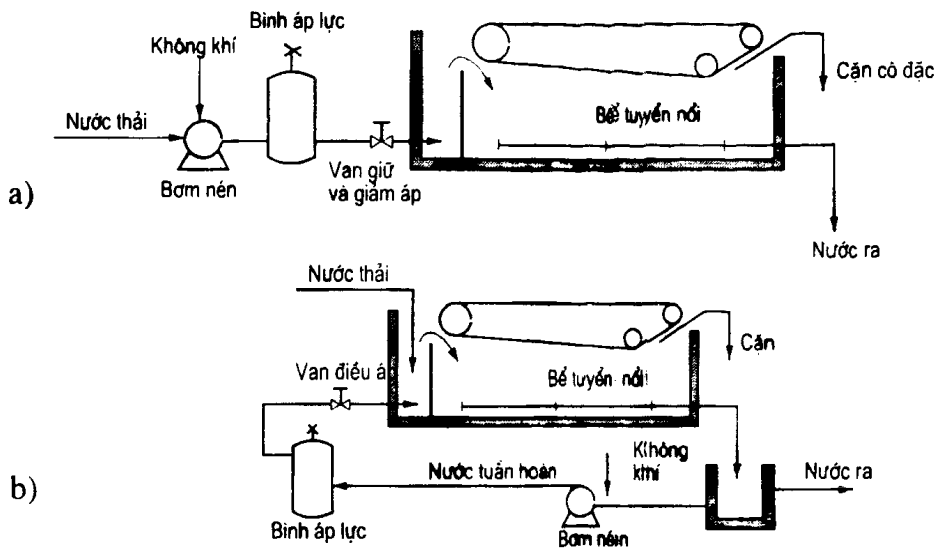 Bình áp lực
Không khí
Cặn cô đặc
Nước thải
Bể tuyển nổi
Van giữ
và giảm áp
Bơm nén
a)
Nước ra
Nước thải
Cặn
Van điều á
Bể tuyển nổi
Không
khí
Nước tuần hoàn
Nước ra
b)
Bình áp lực
Bơm nén